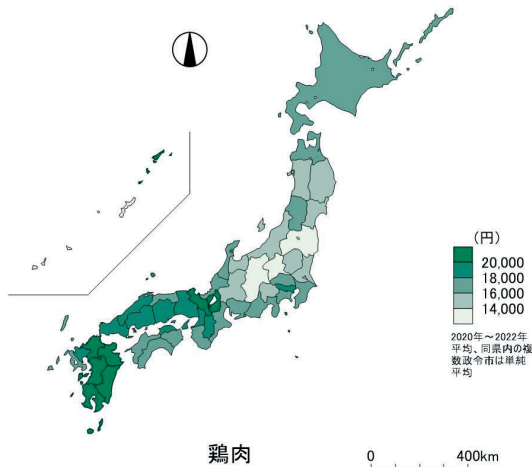 (円)
20,000
18,000
16,000
14,000
2020年～2022年
平均、同県内の複
数政令市は単純
平均
鶏肉
0 400km